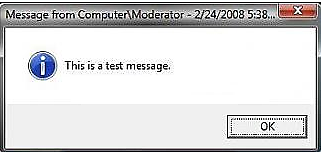 Message from Computer\Moderator - 2/24/2008 5:38...
This is a test message.
OK